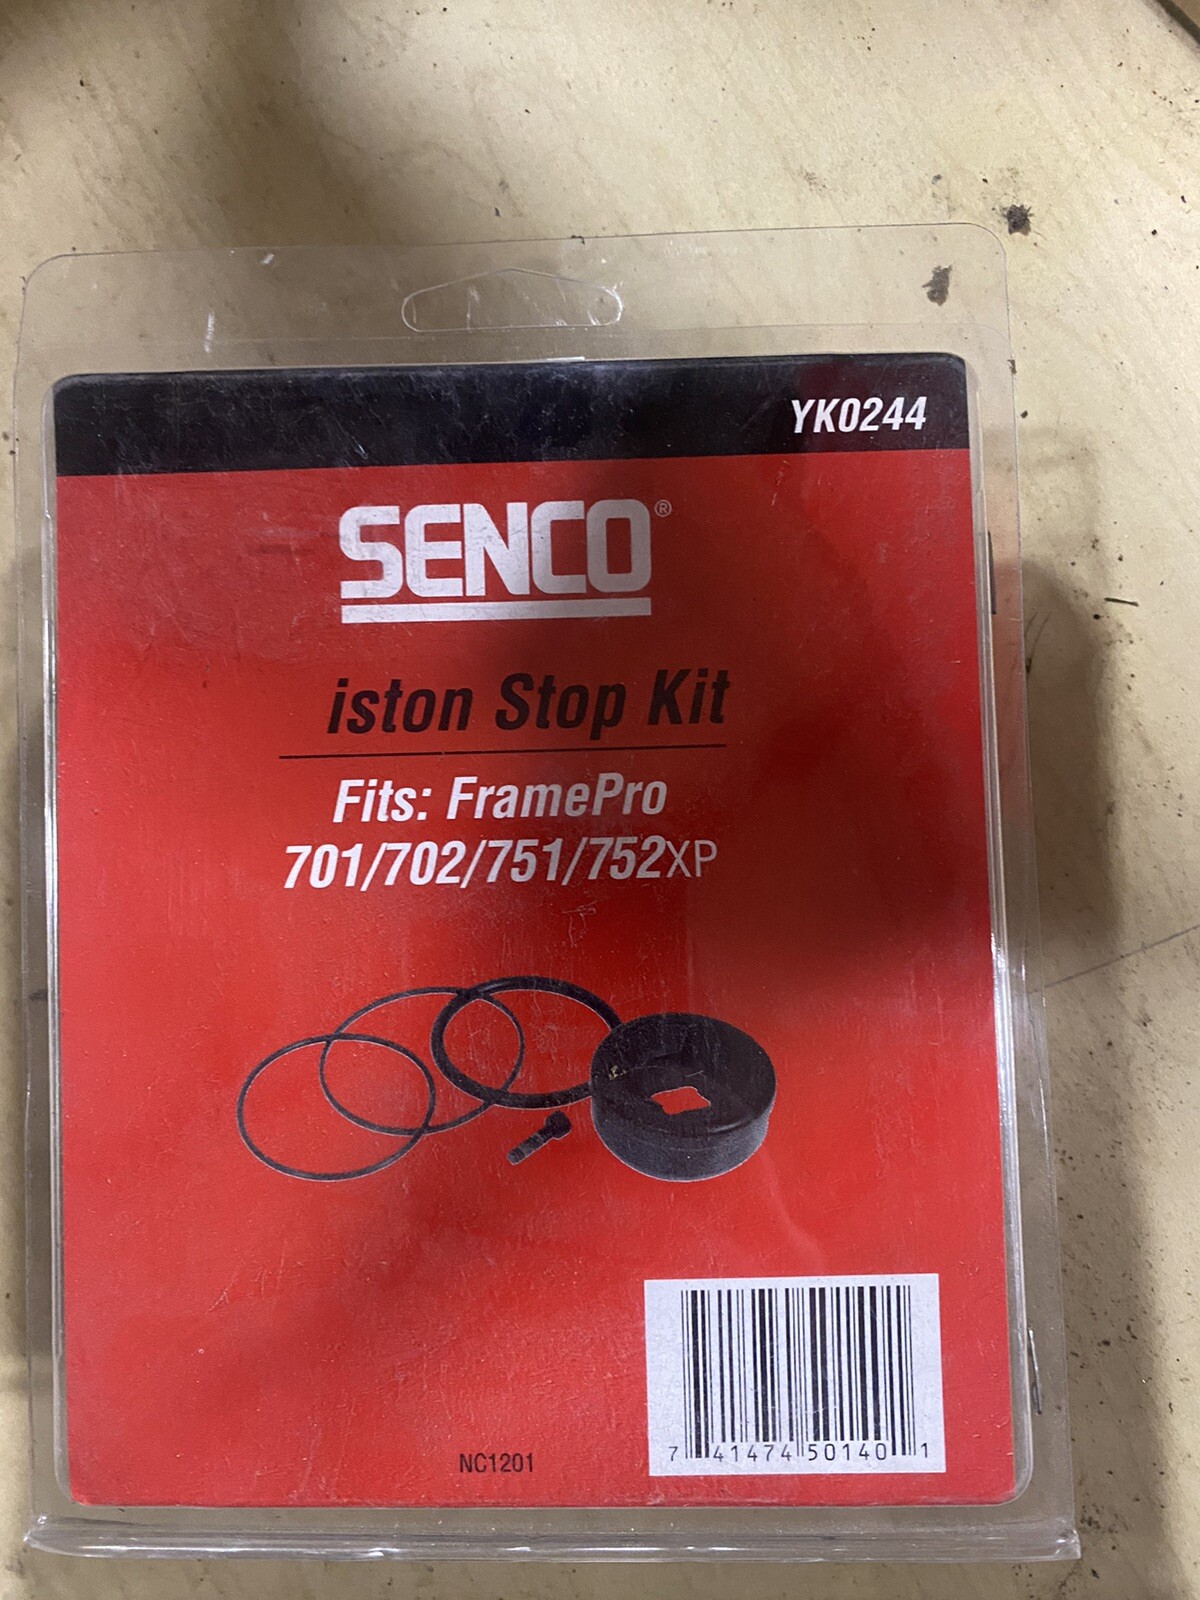 YK0244
SENCO®
iston Stop Kit
Fits: FramePro
701/702/751/752XP
NC1201
7 41474 50140 1